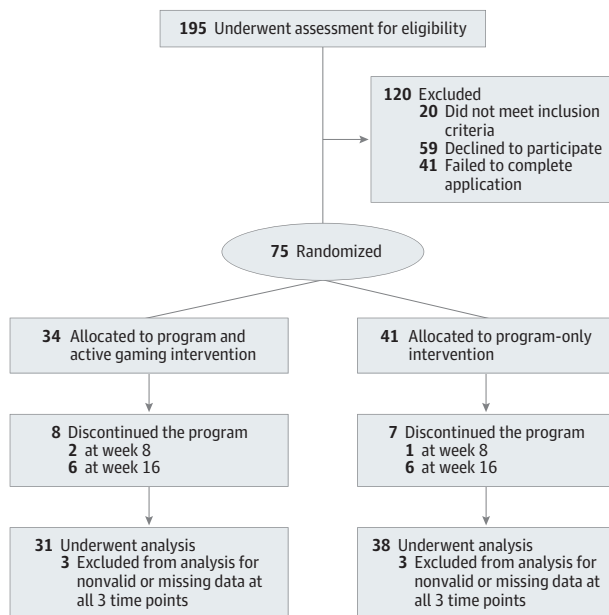 195 Underwent assessment for eligibility
120 Excluded
20 Did not meet inclusion
criteria
59 Declined to participate
41 Failed to complete
application
75 Randomized
34 Allocated to program and
active gaming intervention
41 Allocated to program-only
intervention
8 Discontinued the program
2 at week 8
6 at week 16
7 Discontinued the program
1 at week 8
6 at week 16
31 Underwent analysis
3 Excluded from analysis for
nonvalid or missing data at
all 3 time points
38 Underwent analysis
3 Excluded from analysis for
nonvalid or missing data at
all 3 time points